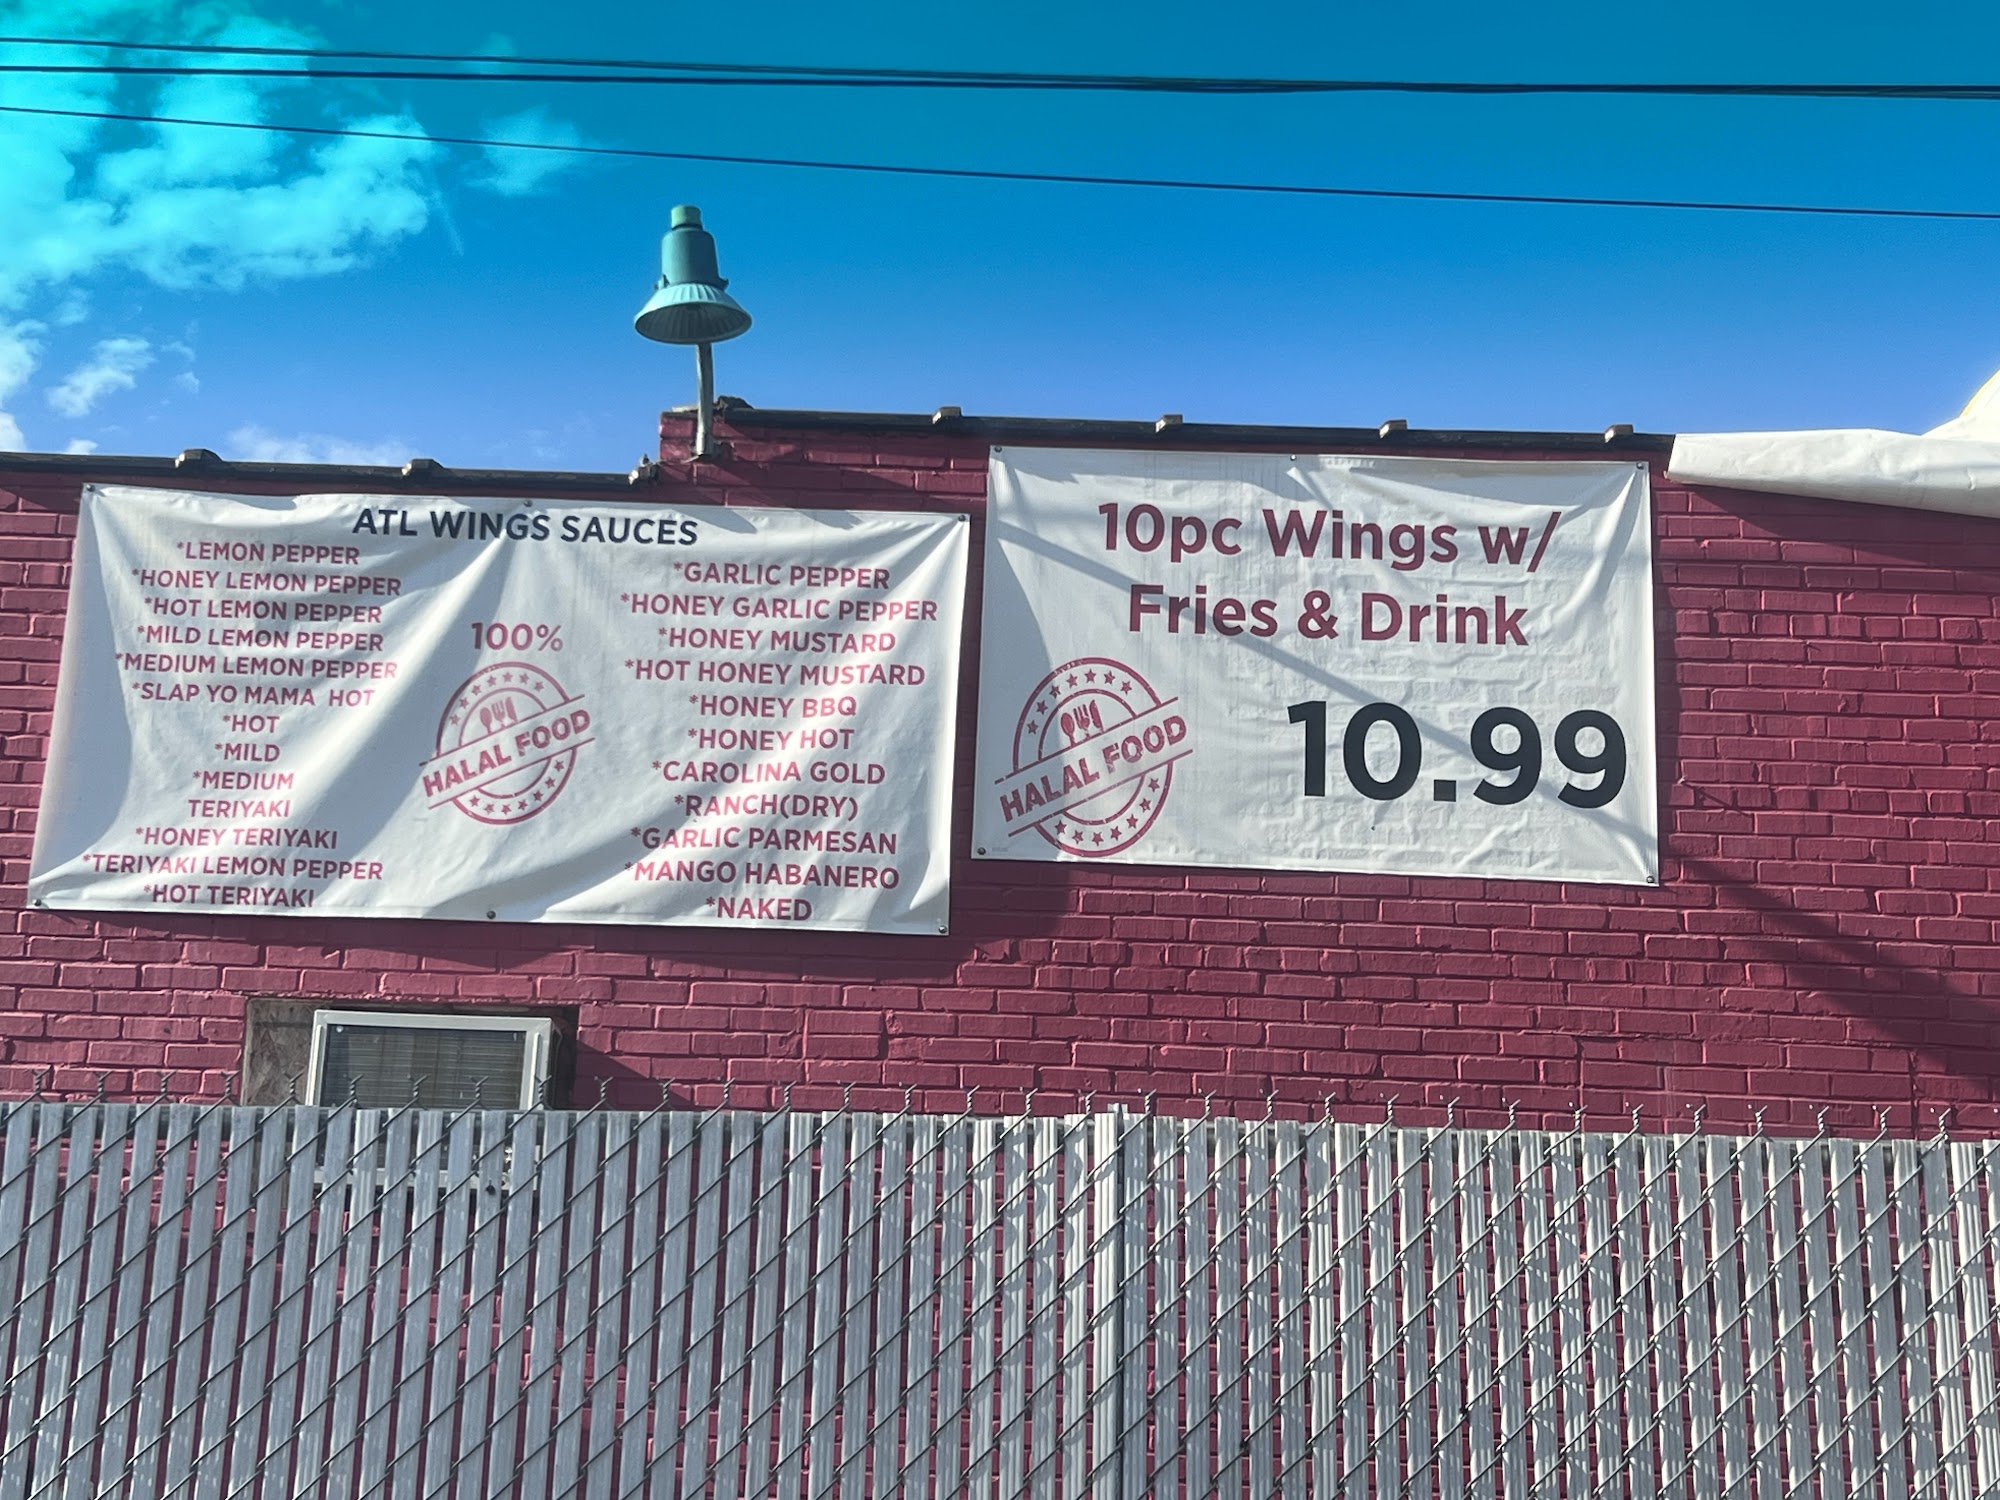 ATL WINGS SAUCES
*LEMON PEPPER
*HONEY LEMON PEPPER
*HOT LEMON PEPPER
*MILD LEMON PEPPER
*MEDIUM LEMON PEPPER
*SLAP YO MAMA HOT
*HOT
*MILD
*MEDIUM
TERIYAKI
*HONEY TERIYAKI
*TERIYAKI LEMON PEPPER
*HOT TERIYAKI
100%
HALAL FOOD
*GARLIC PEPPER
*HONEY GARLIC PEPPER
*HONEY MUSTARD
*HOT HONEY MUSTARD
*HONEY BBQ
*HONEY HOT
*CAROLINA GOLD
*RANCH(DRY)
*GARLIC PARMESAN
*MANGO HABANERO
*NAKED
10pc Wings w/
Fries & Drink
10.99
HALAL FOOD